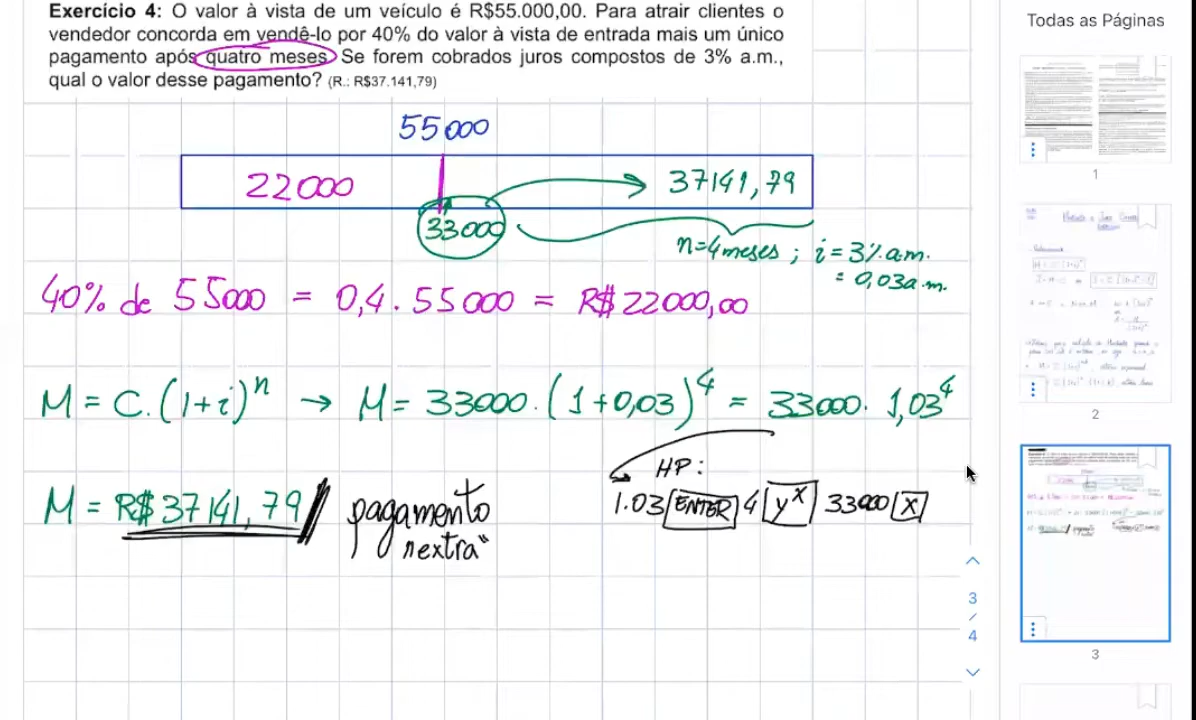 Exercício 4: O valor à vista de um veículo é R$55.000,00. Para atrair clientes o
vendedor concorda em vendê-lo por 40% do valor à vista de entrada mais um único
pagamento após quatro meses. Se forem cobrados juros compostos de 3% a.m.,
qual o valor desse pagamento? (R.: R$37.141,79)
55000
22000
37141,79
33000
n=4meses ; i = 3% a.m.
= 0,03 a.m.
40% de 55000 = 0,4 . 55000 = R$22000,00
M = C.(1+i)^n → M = 33000.(1+0,03)^4 = 33000. 1,03^4
HP:
M = R$37141,79 pagamento
"extra"
1.03 ENTER 4 y^x 33000 x
Todas as Páginas
1
2
3
3
/
4